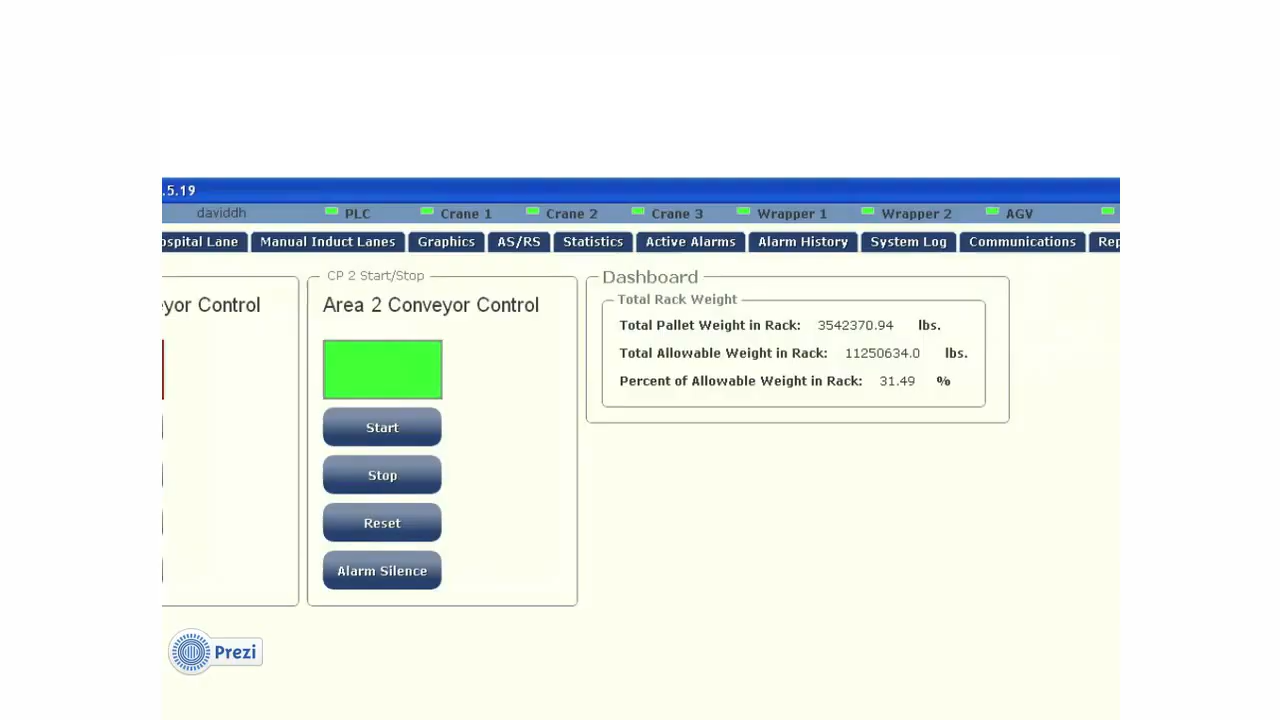 .5.19
daviddh PLC Crane 1 Crane 2 Crane 3 Wrapper 1 Wrapper 2 AGV
ospital Lane Manual Induct Lanes Graphics AS/RS Statistics Active Alarms Alarm History System Log Communications Rep
CP 2 Start/Stop
eyor Control
Area 2 Conveyor Control
Start
Stop
Reset
Alarm Silence
Dashboard
Total Rack Weight
Total Pallet Weight in Rack: 3542370.94 lbs.
Total Allowable Weight in Rack: 11250634.0 lbs.
Percent of Allowable Weight in Rack: 31.49 %
Prezi